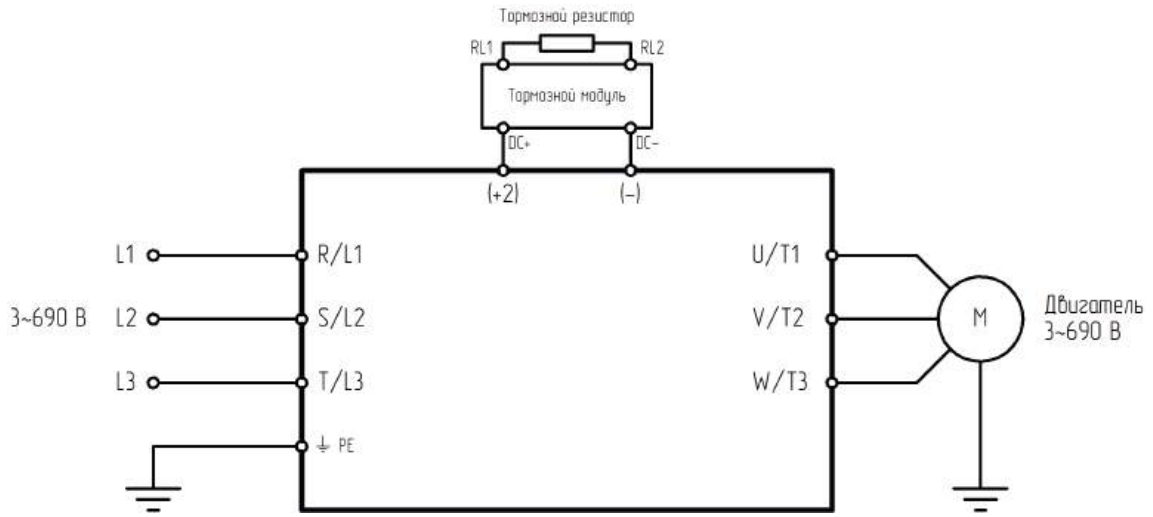 Тормозной резистор
RL1
RL2
Тормозной модуль
DC+
DC-
(+2)
(-)
L1
R/L1
U/T1
3~690 В
L2
S/L2
V/T2
M
Двигатель
3~690 В
L3
T/L3
W/T3
PE